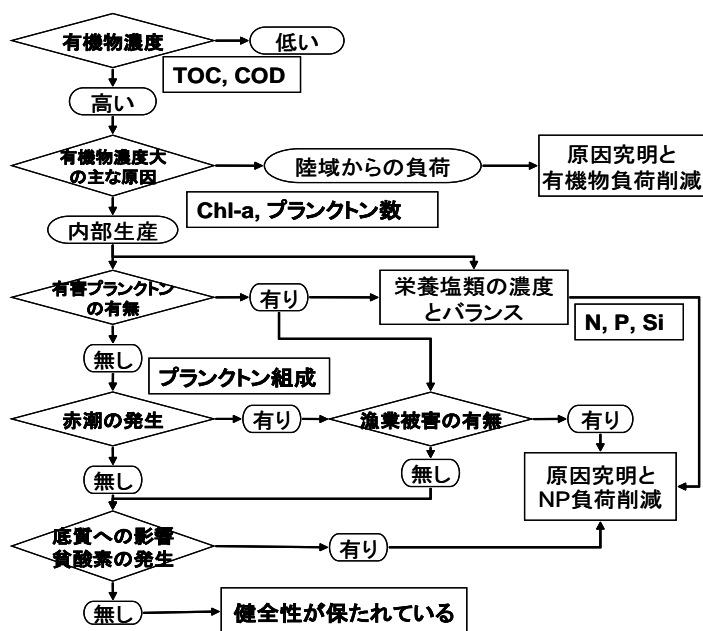 有機物濃度
低い
TOC, COD
高い
有機物濃度大
の主な原因
陸域からの負荷
原因究明と
有機物負荷削減
Chl-a, プランクトン数
内部生産
有害プランクトン
の有無
有り
栄養塩類の濃度
とバランス
N, P, Si
無し
プランクトン組成
赤潮の発生
有り
漁業被害の有無
有り
無し
無し
原因究明と
NP負荷削減
底質への影響
貧酸素の発生
有り
無し
健全性が保たれている